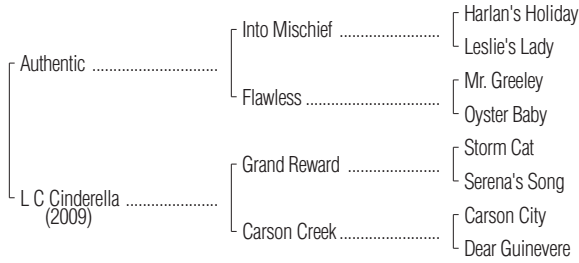 Harlan's Holiday
Into Mischief ....................
Leslie's Lady
Authentic .........................
Mr. Greeley
Flawless ...........................
Oyster Baby
Storm Cat
Grand Reward ..................
Serena's Song
L C Cinderella ..................
(2009)
Carson City
Carson Creek ...................
Dear Guinevere